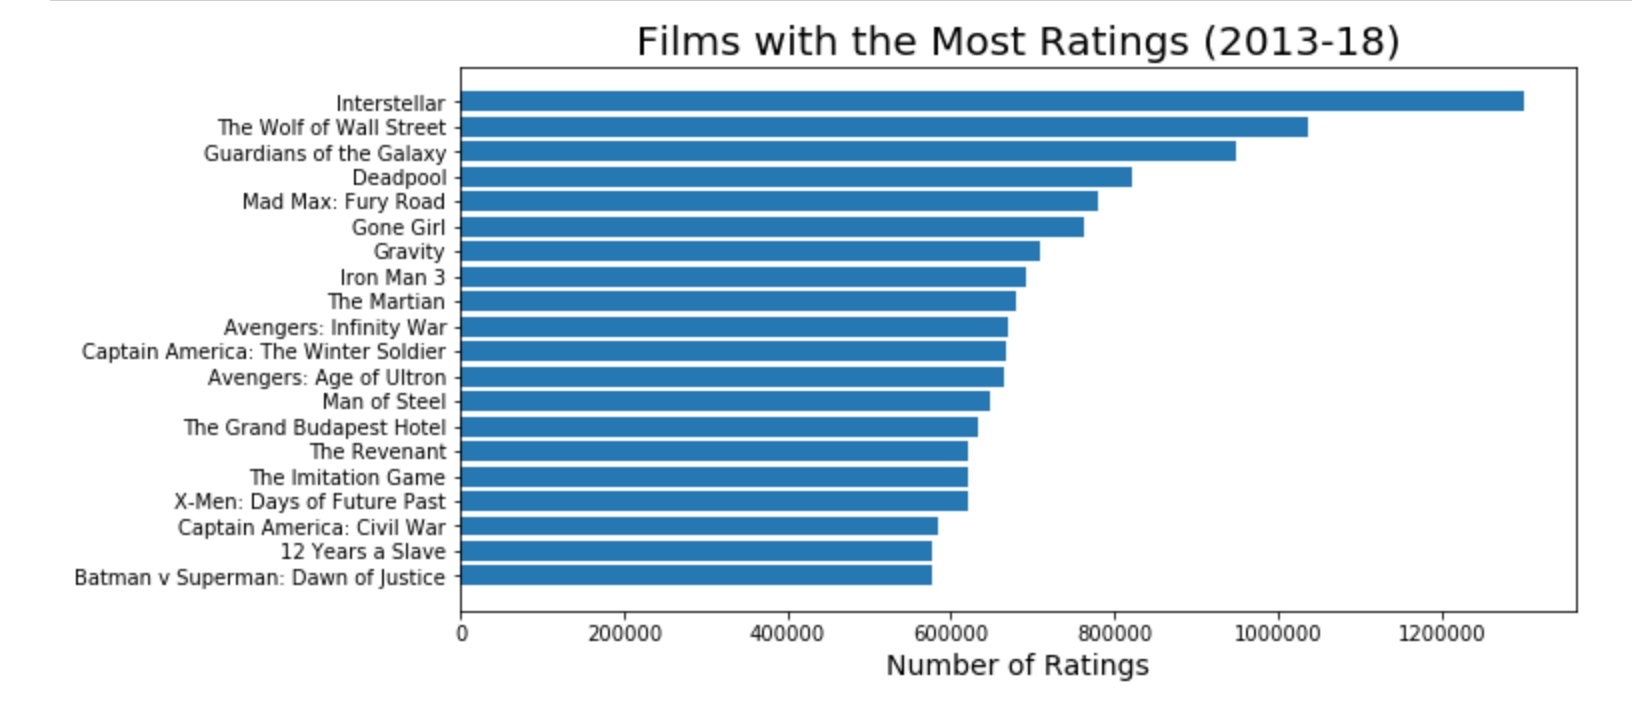 Films with the Most Ratings (2013-18)
Interstellar
The Wolf of Wall Street
Guardians of the Galaxy
Deadpool
Mad Max: Fury Road
Gone Girl
Gravity
Iron Man 3
The Martian
Avengers: Infinity War
Captain America: The Winter Soldier
Avengers: Age of Ultron
Man of Steel
The Grand Budapest Hotel
The Revenant
The Imitation Game
X-Men: Days of Future Past
Captain America: Civil War
12 Years a Slave
Batman v Superman: Dawn of Justice
0 200000 400000 600000 800000 1000000 1200000
Number of Ratings